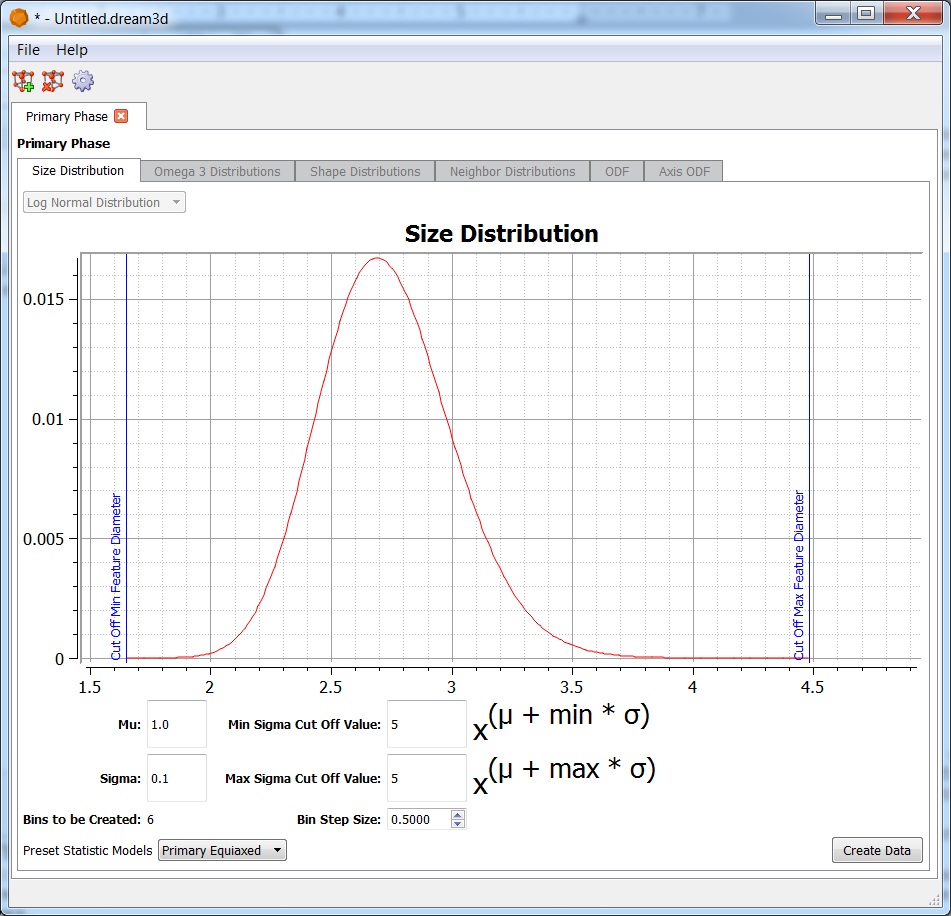 * - Untitled.dream3d
File Help
Primary Phase
Primary Phase
Size Distribution Omega 3 Distributions Shape Distributions Neighbor Distributions ODF Axis ODF
Log Normal Distribution
Size Distribution
0.015
0.01
0.005
0
Cut Off Min Feature Diameter
Cut Off Max Feature Diameter
1.5 2 2.5 3 3.5 4 4.5
Mu: 1.0 Min Sigma Cut Off Value: 5 x(μ + min * σ)
Sigma: 0.1 Max Sigma Cut Off Value: 5 x(μ + max * σ)
Bins to be Created: 6 Bin Step Size: 0.5000
Preset Statistic Models Primary Equiaxed Create Data